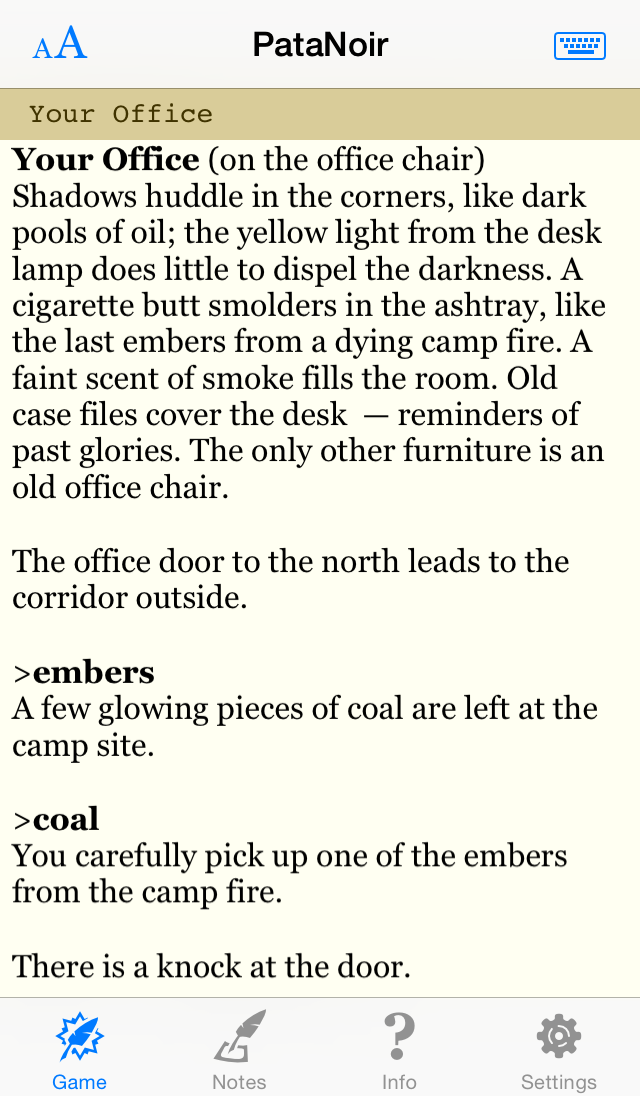 AA
PataNoir
Your Office
Your Office (on the office chair)
Shadows huddle in the corners, like dark
pools of oil; the yellow light from the desk
lamp does little to dispel the darkness. A
cigarette butt smolders in the ashtray, like
the last embers from a dying camp fire. A
faint scent of smoke fills the room. Old
case files cover the desk — reminders of
past glories. The only other furniture is an
old office chair.
The office door to the north leads to the
corridor outside.
>embers
A few glowing pieces of coal are left at the
camp site.
>coal
You carefully pick up one of the embers
from the camp fire.
There is a knock at the door.
?
Game
Notes
Info
Settings